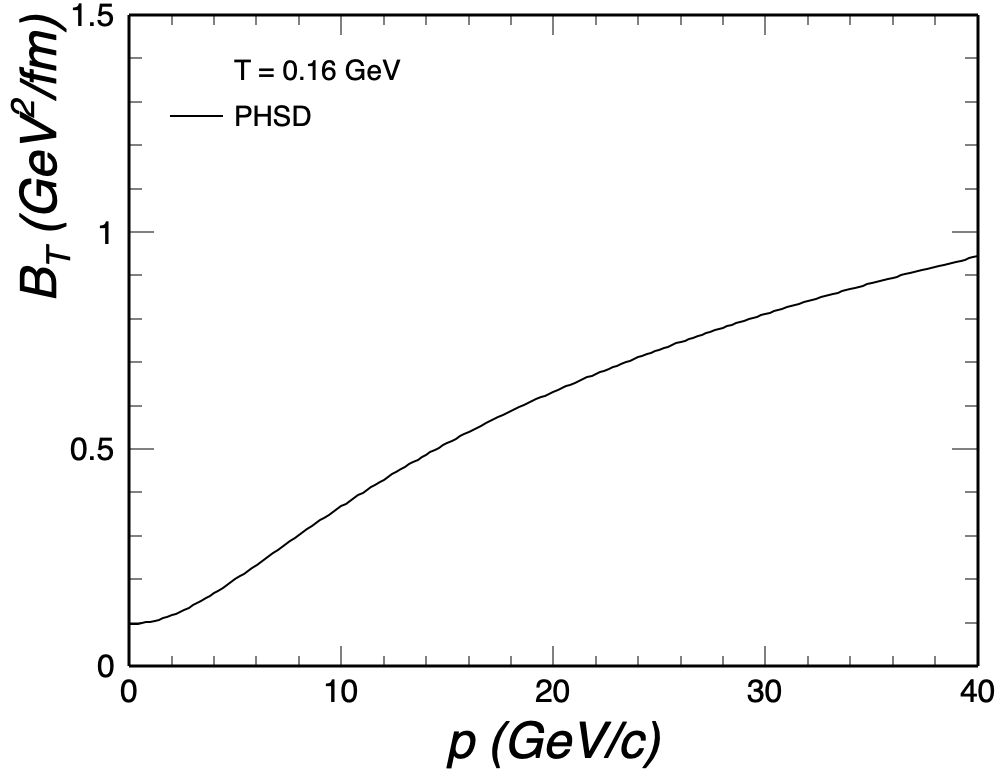 1.5
1
0.5
0
B_T (GeV²/fm)
T = 0.16 GeV
PHSD
0 10 20 30 40
p (GeV/c)